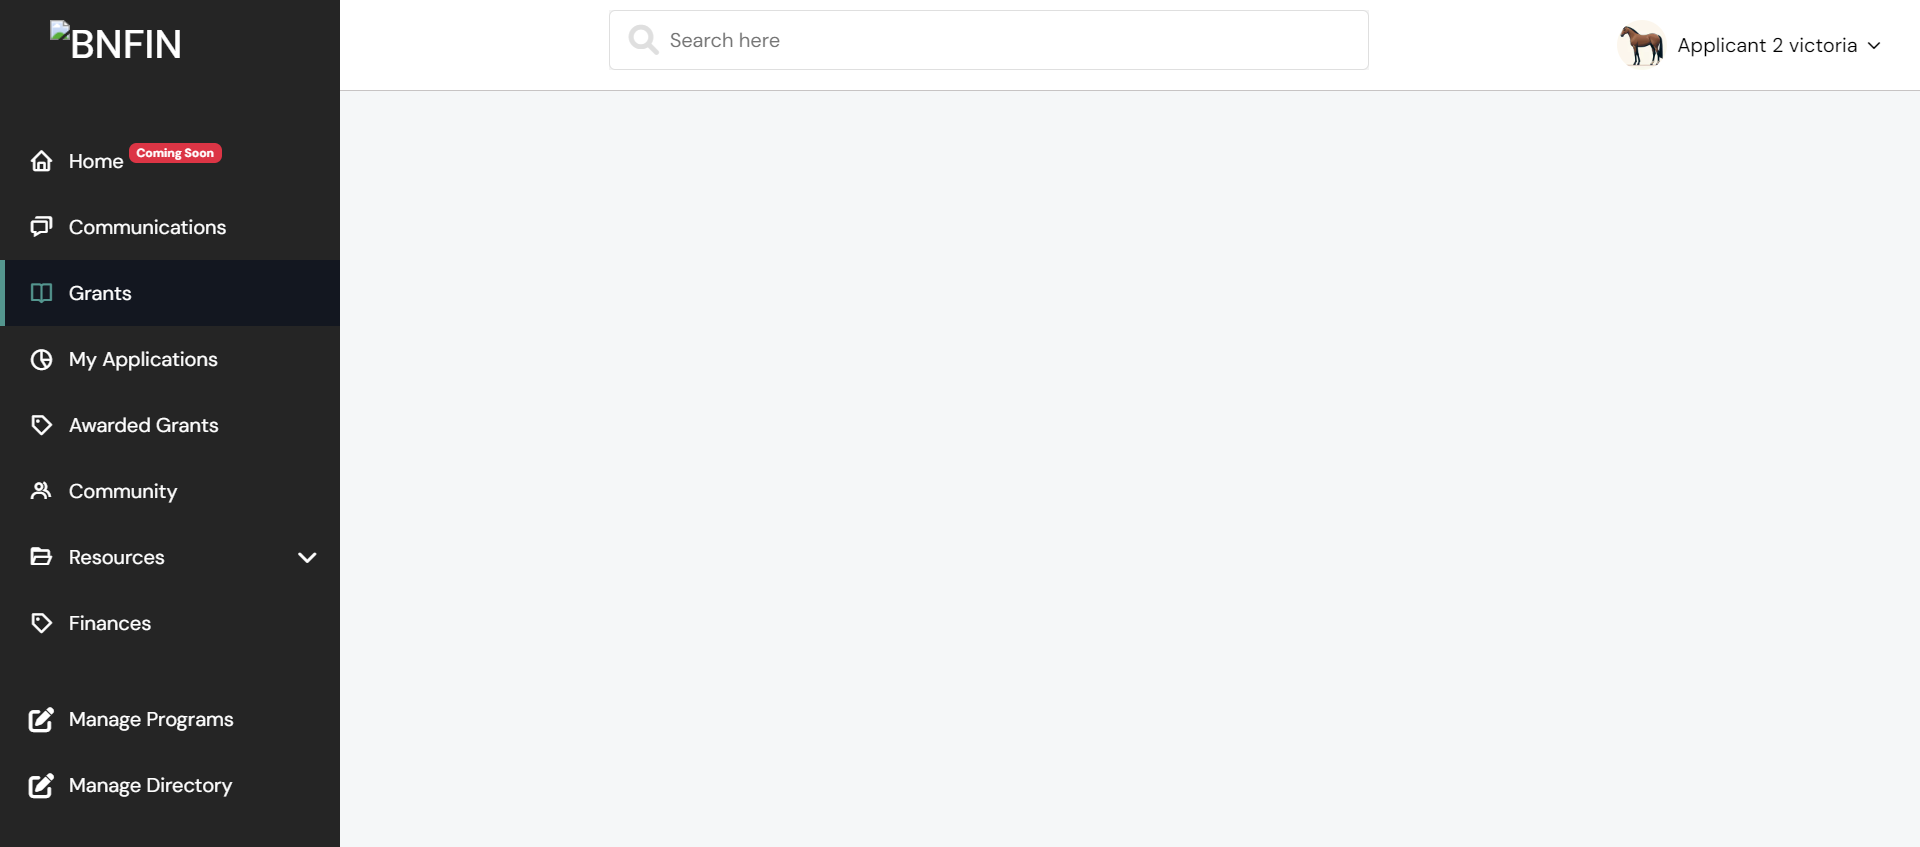 BNFIN
Search here
Applicant 2 victoria
Home Coming Soon
Communications
Grants
My Applications
Awarded Grants
Community
Resources
Finances
Manage Programs
Manage Directory